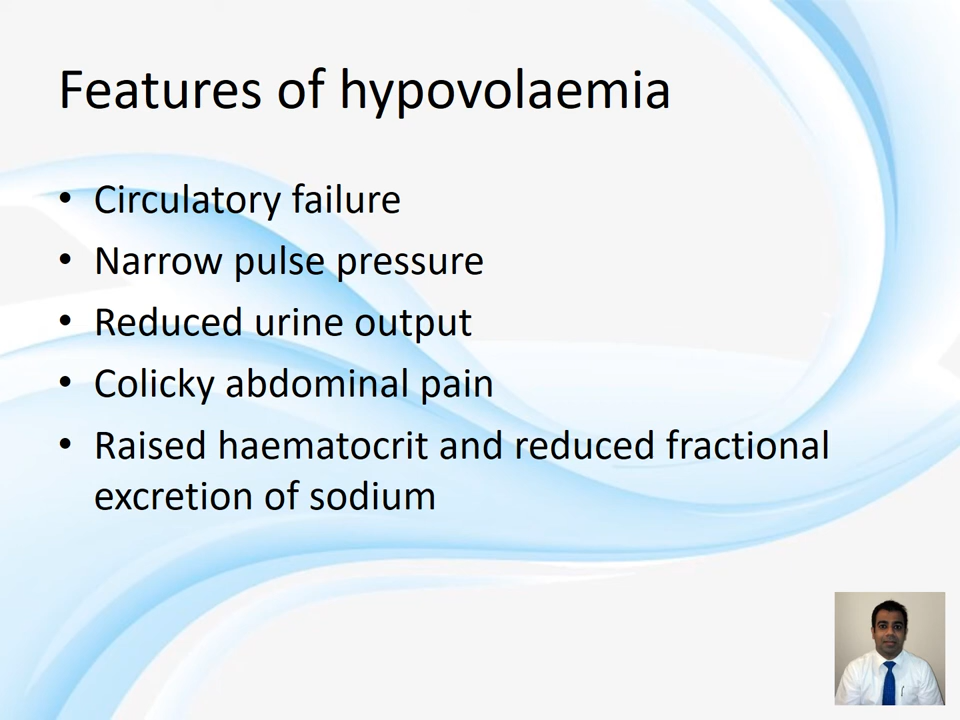 Features of hypovolaemia
• Circulatory failure
• Narrow pulse pressure
• Reduced urine output
• Colicky abdominal pain
• Raised haematocrit and reduced fractional
excretion of sodium